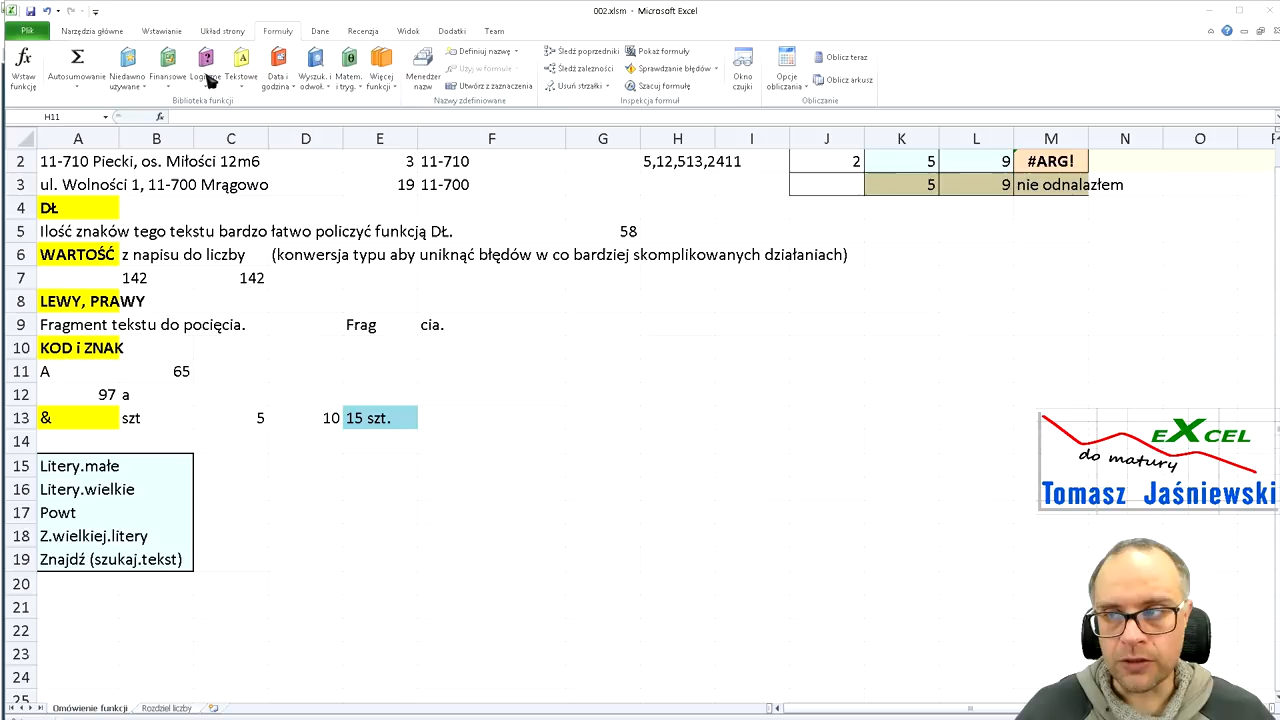 002.xlsm - Microsoft Excel
Plik Narzędzia główne Wstawianie Układ strony Formuły Dane Recenzja Widok Dodatki Team
Wstaw funkcję
Autosumowanie
Niedawno używane
Finansowe
Tekstowe
Data i godzina
Wyszuk. i odwoł.
Matem. i tryg.
Więcej funkcji
Biblioteka funkcji
Menedżer nazw
Definiuj nazwę
Użyj w formule
Utwórz z zaznaczenia
Nazwy zdefiniowane
Śledź poprzedniki
Śledź zależności
Usuń strzałki
Pokaż formuły
Sprawdzanie błędów
Szacuj formułę
Inspekcja formuł
Okno czujki
Opcje obliczania
Oblicz teraz
Oblicz arkusz
Obliczanie
H11 fx
A B C D E F G H I J K L M N O
2 11-710 Piecki, os. Miłości 12m6 3 11-710 5,12,513,2411 2 5 9 #ARG!
3 ul. Wolności 1, 11-700 Mrągowo 19 11-700 5 9 nie odnalazłem
4 DŁ
5 Ilość znaków tego tekstu bardzo łatwo policzyć funkcją DŁ. 58
6 WARTOŚĆ z napisu do liczby (konwersja typu aby uniknąć błędów w co bardziej skomplikowanych działaniach)
7 142 142
8 LEWY, PRAWY
9 Fragment tekstu do pocięcia. Frag cia.
10 KOD i ZNAK
11 A 65
12 97 a
13 & szt 5 10 15 szt.
14
15 Litery.małe
16 Litery.wielkie
17 Powt
18 Z.wielkiej.litery
19 Znajdź (szukaj.tekst)
20
21
22
23
24
25
EXCEL
do matury
Tomasz Jaśniewski
Omówienie funkcji Rozdziel liczby